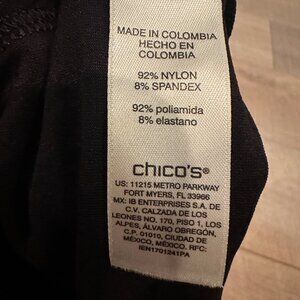 MADE IN COLOMBIA
HECHO EN
COLOMBIA
92% NYLON
8% SPANDEX
92% poliamida
8% elastano
chico's®
US: 11215 METRO PARKWAY
FORT MYERS, FL 33966
MX: IB ENTERPRISES S.A. DE
C.V. CALZADA DE LOS
LEONES NO. 170, PISO 1, LOS
ALPES, ÁLVARO OBREGÓN,
C.P. 01010, CIUDAD DE
MÉXICO, MÉXICO. RFC:
IEN1701241PA